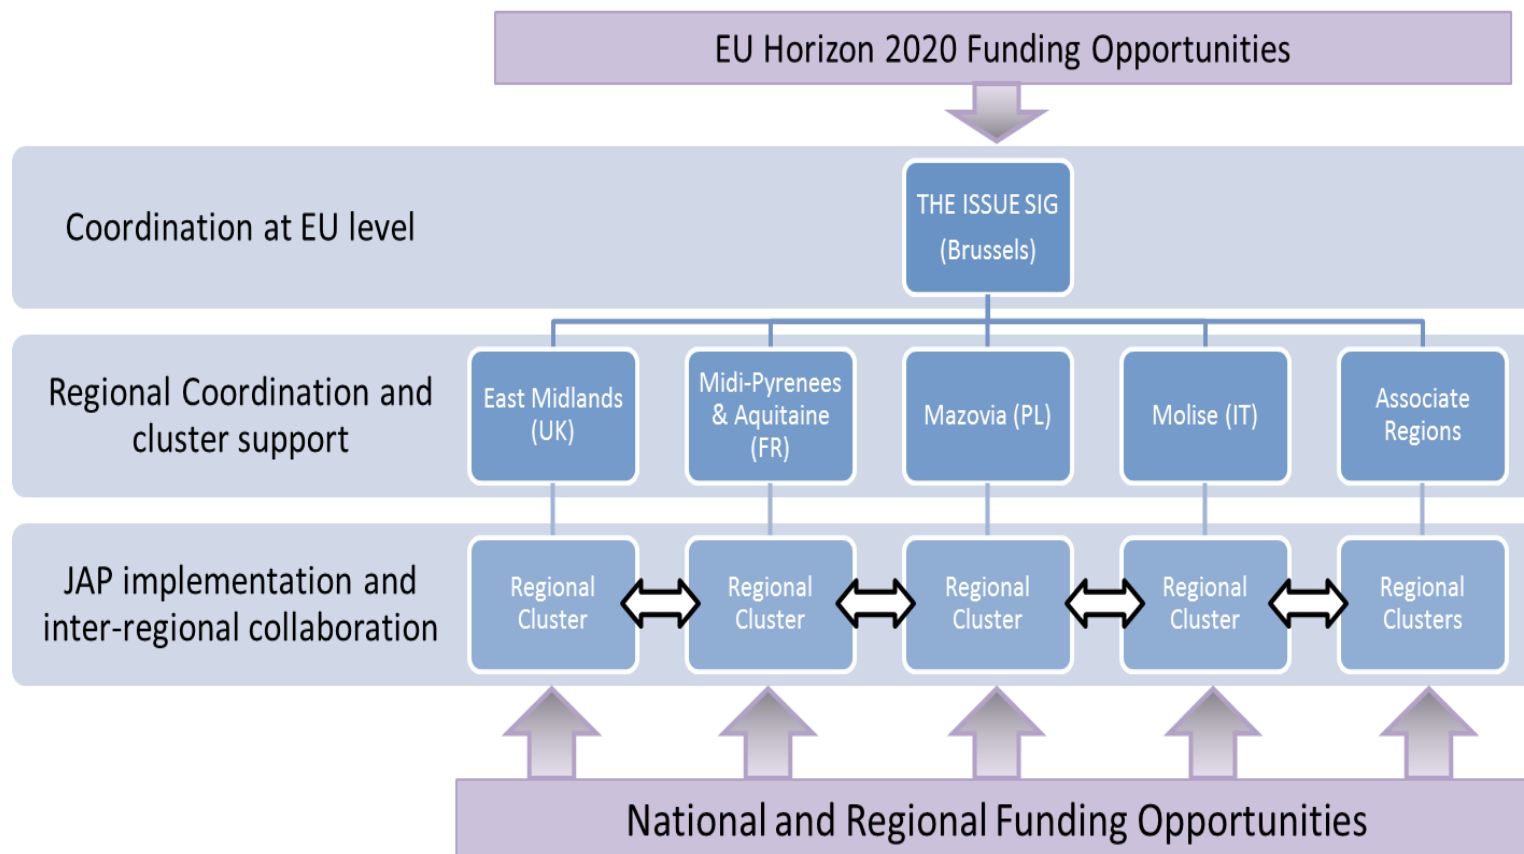 EU Horizon 2020 Funding Opportunities
Coordination at EU level
THE ISSUE SIG
(Brussels)
Regional Coordination and
cluster support
East Midlands
(UK)
Midi-Pyrenees
& Aquitaine
(FR)
Mazovia (PL)
Molise (IT)
Associate
Regions
JAP implementation and
inter-regional collaboration
Regional
Cluster
Regional
Cluster
Regional
Cluster
Regional
Cluster
Regional
Clusters
National and Regional Funding Opportunities